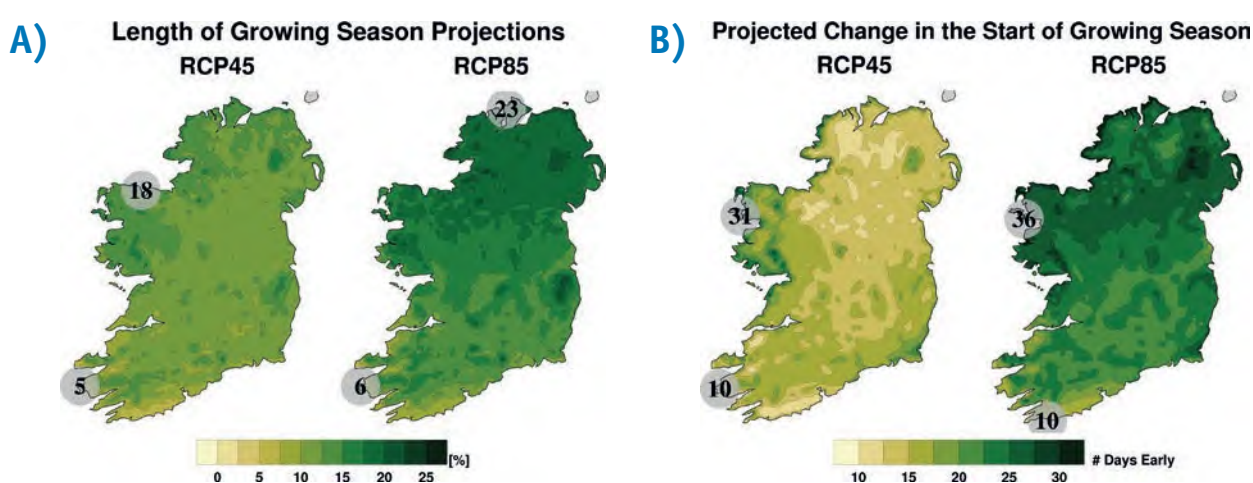 A)
Length of Growing Season Projections
RCP45
RCP85
18
23
5
6
0 5 10 15 20 25
[%]
B)
Projected Change in the Start of Growing Season
RCP45
RCP85
31
36
10
10
10 15 20 25 30
# Days Early